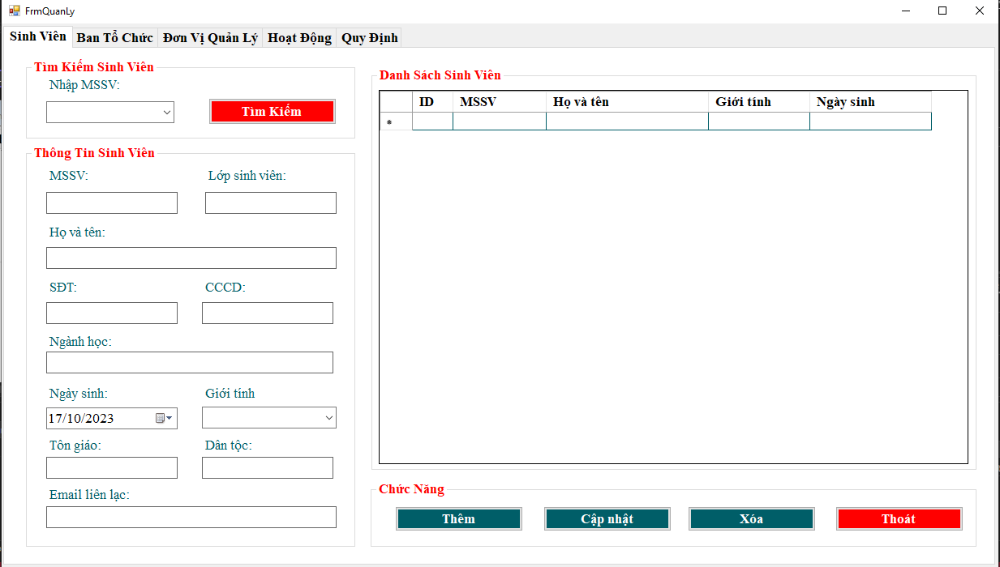 FrmQuanLy
Sinh Viên Ban Tổ Chức Đơn Vị Quản Lý Hoạt Động Quy Định
Tìm Kiếm Sinh Viên
Nhập MSSV:
Tìm Kiếm
Thông Tin Sinh Viên
MSSV: Lớp sinh viên:
Họ và tên:
SĐT: CCCD:
Ngành học:
Ngày sinh: Giới tính
17/10/2023
Tôn giáo: Dân tộc:
Email liên lạc:
Danh Sách Sinh Viên
ID MSSV Họ và tên Giới tính Ngày sinh
Chức Năng
Thêm Cập nhật Xóa Thoát